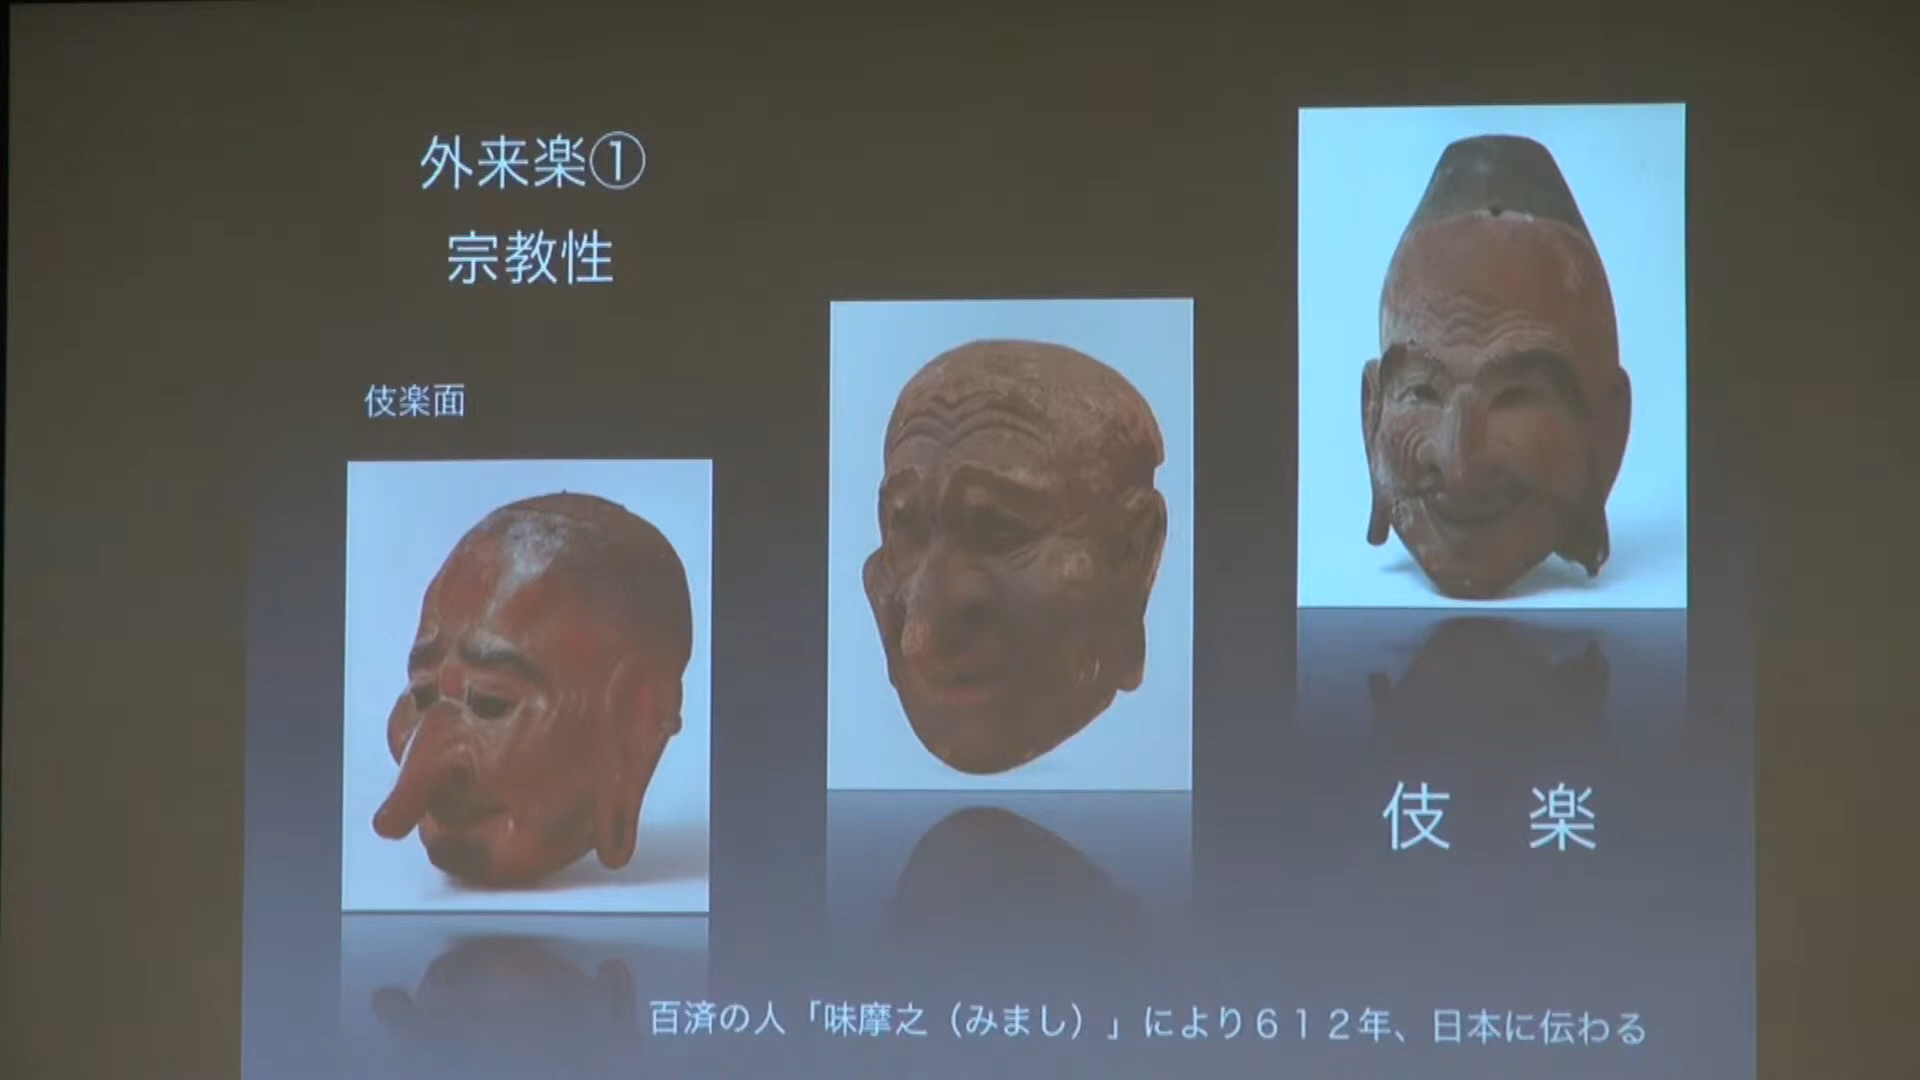 外来楽①
宗教性
伎楽面
伎　楽
百済の人「味摩之（みまし）」により６１２年、日本に伝わる